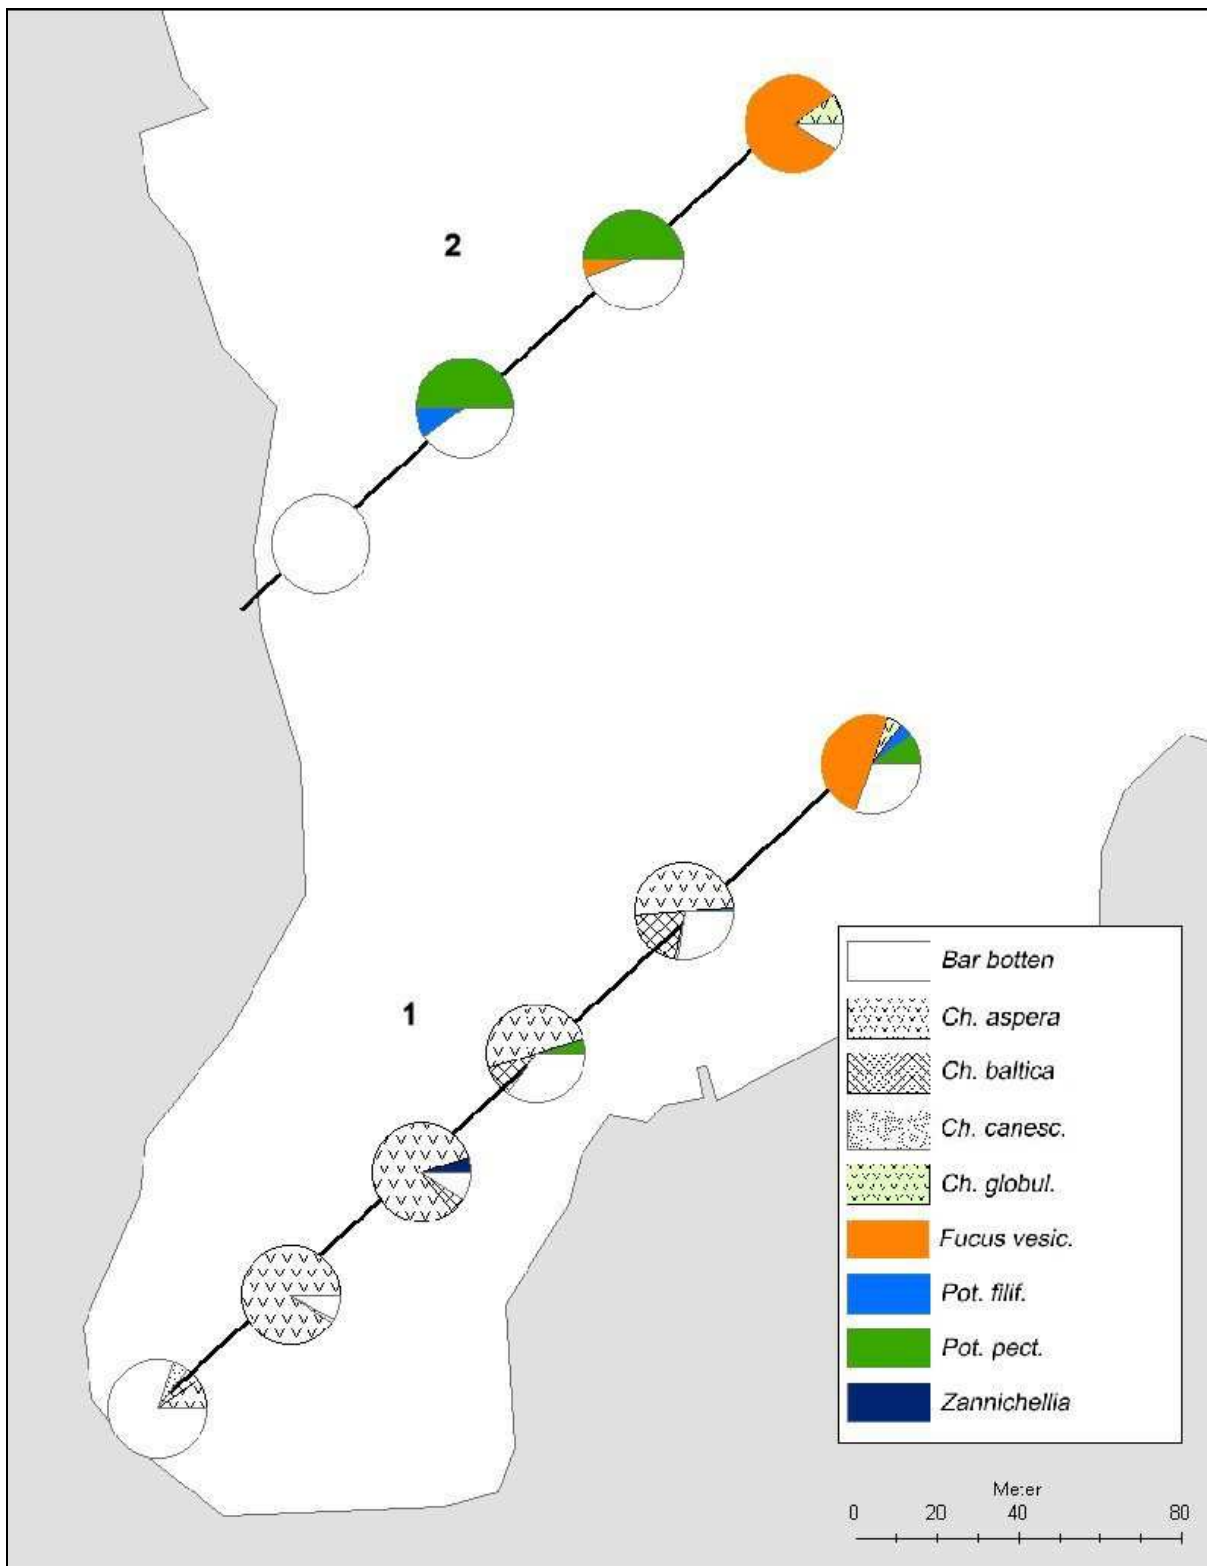 2
1
Bar botten
Ch. aspera
Ch. baltica
Ch. canesc.
Ch. globul.
Fucus vesic.
Pot. filif.
Pot. pect.
Zannichellia
Meter
0 20 40 80